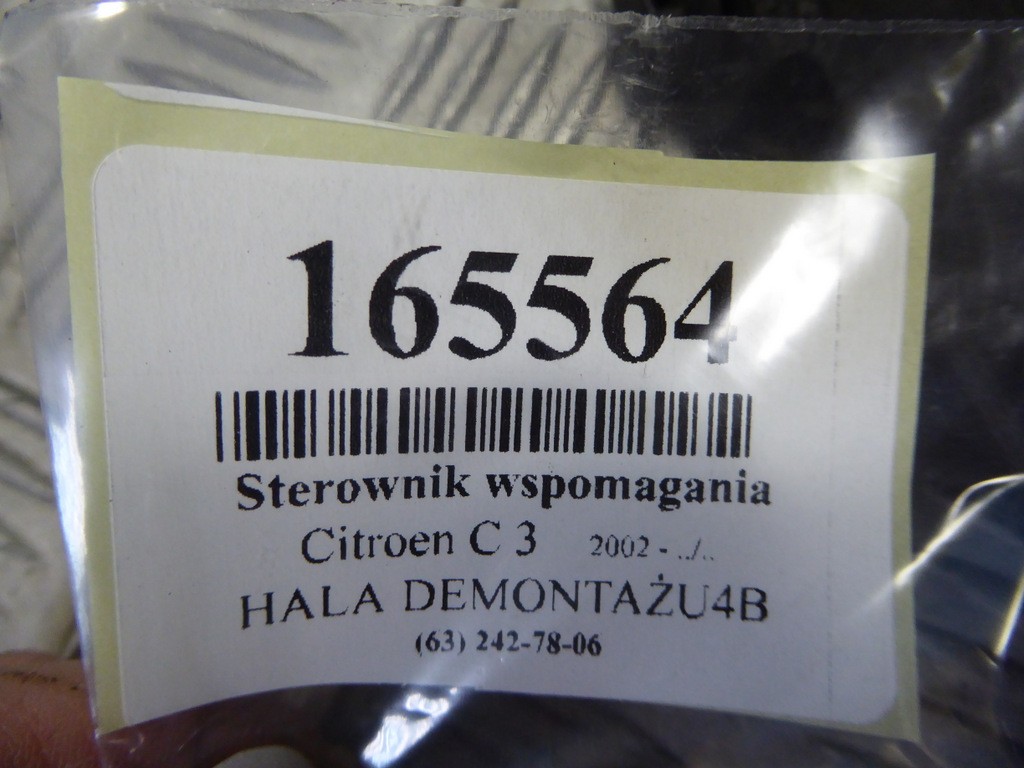 165564
Sterownik wspomagania
Citroen C 3 2002 - ../..
HALA DEMONTAŻU4B
(63) 242-78-06